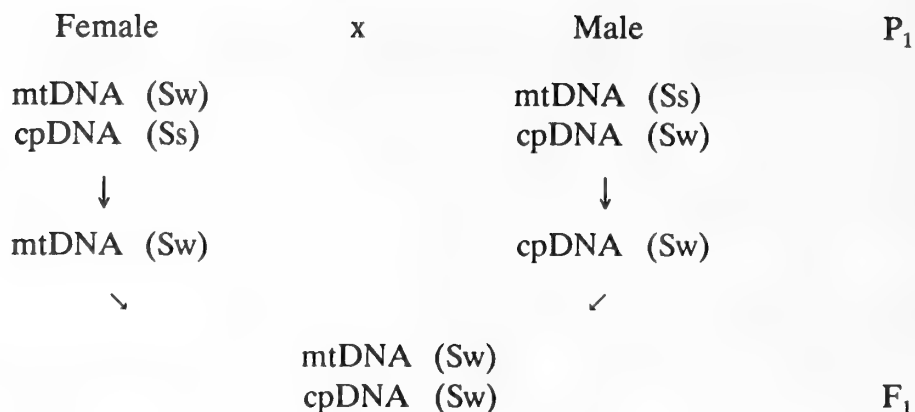 Female x Male P₁
mtDNA (Sw) mtDNA (Ss)
cpDNA (Ss) cpDNA (Sw)
↓ ↓
mtDNA (Sw) cpDNA (Sw)
↘ ↙
mtDNA (Sw)
cpDNA (Sw) F₁